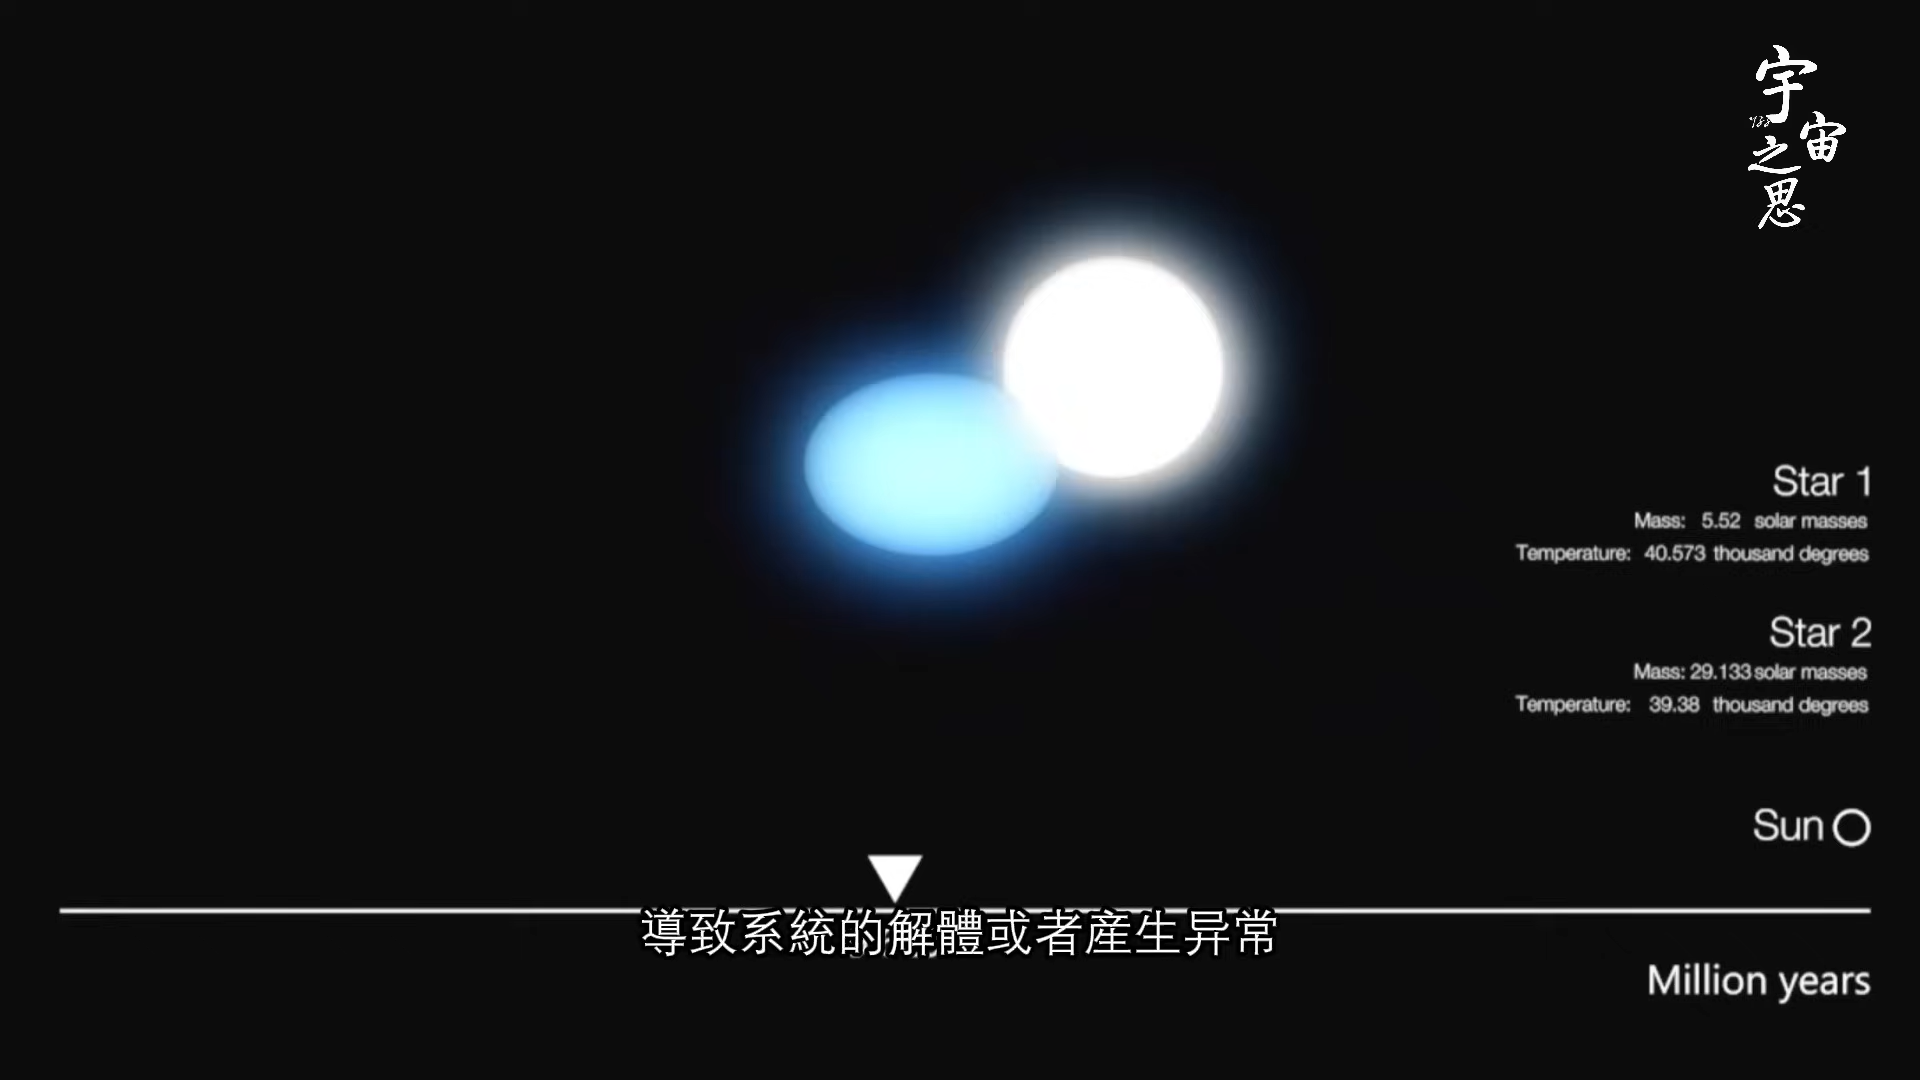 宇宙之思
Star 1
Mass: 5.52 solar masses
Temperature: 40.573 thousand degrees
Star 2
Mass: 29.133 solar masses
Temperature: 39.38 thousand degrees
Sun
導致系統的解體或者産生异常
Million years